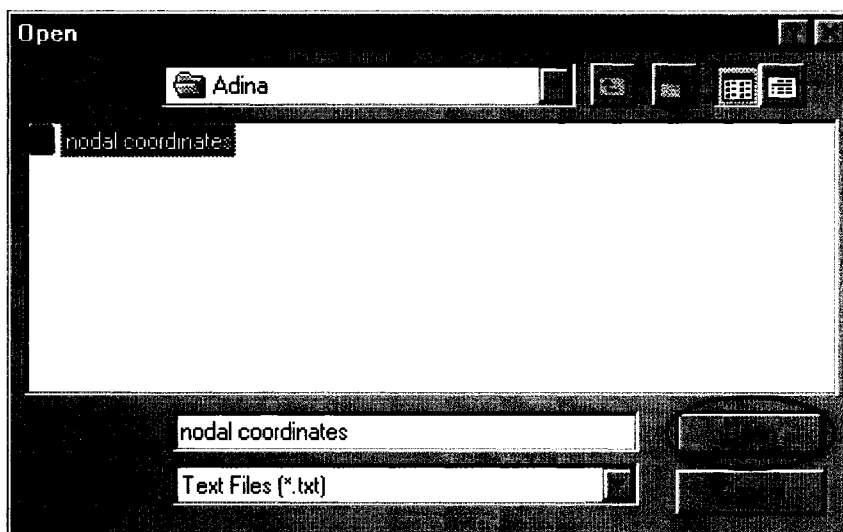 Open
Adina
nodal coordinates
nodal coordinates
Text Files (*.txt)